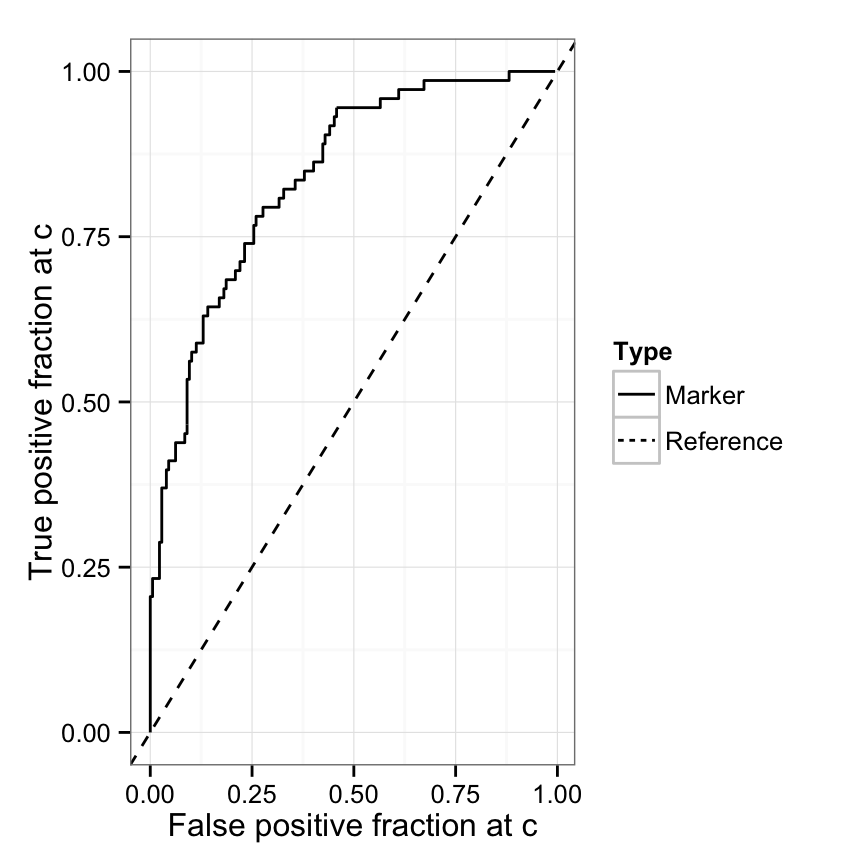 True positive fraction at c
1.00
0.75
0.50
0.25
0.00
0.00 0.25 0.50 0.75 1.00
False positive fraction at c
Type
Marker
Reference